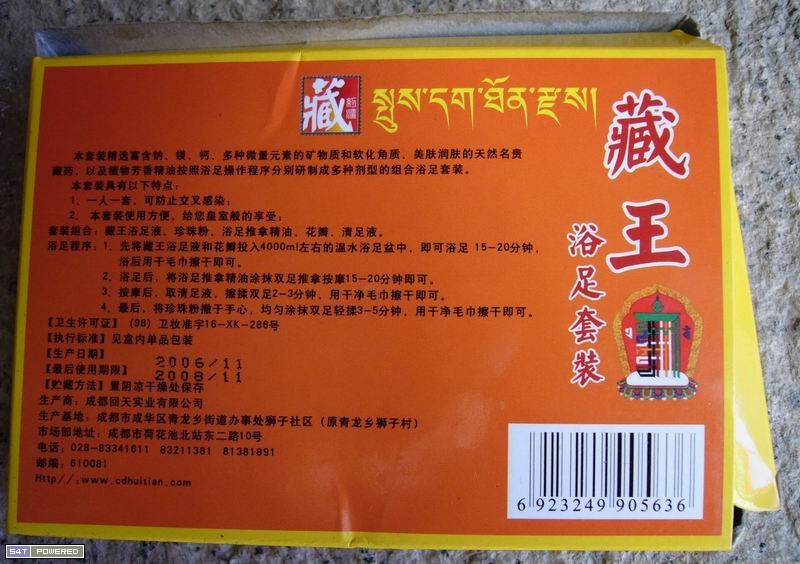 藏
སྤུས་དག་ཐོན་རྫས།
藏王
浴足套装
本套装精选富含钠、镁、钙、多种微量元素的矿物质和软化角质、美肤润肤的天然名贵
藏药，以及植物芳香精油按照浴足操作程序分别研制成多种剂型的组合浴足套装。
本套装具有以下特点：
1、一人一套，可防止交叉感染；
2、本套装使用方便，给您皇室般的享受；
套装组合：藏王浴足液、珍珠粉、浴足推拿精油、花瓣、清足液。
浴足程序：1、先将藏王浴足液和花瓣投入4000ml左右的温水浴足盆中，即可浴足 15-20分钟，
浴后用干毛巾擦干即可。
2、浴足后，将浴足推拿精油涂抹双足推拿按摩15-20分钟即可。
3、按摩后，取清足液，擦揉双足2-3分钟，用干净毛巾擦干即可。
4、最后，将珍珠粉撒于手心，均匀涂抹双足轻揉3-5分钟，用干净毛巾擦干即可。
【卫生许可证】（98）卫妆准字16-XK-286号
【执行标准】见盒内单品包装
【生产日期】 2006/11
【最后使用期限】 2008/11
【贮藏方法】置阴凉干燥处保存
生产商：成都回天实业有限公司
生产基地：成都市成华区青龙乡街道办事处狮子社区（原青龙乡狮子村）
市场部地址：成都市荷花池北站东二路10号
电话：028-83341611 83211381 81381891
邮编：610081
Http//:www.cdhuitian.com
6 923249 905636
S4T POWERED